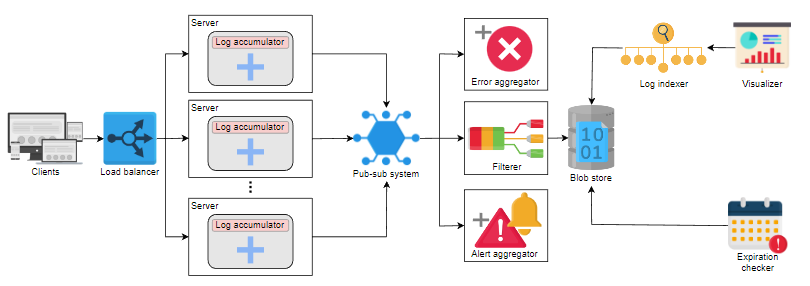 Server
Log accumulator
Server
Log accumulator
Server
Log accumulator
Clients
Load balancer
Pub-sub system
Error aggregator
Filterer
Alert aggregator
10
01
Blob store
Log indexer
Visualizer
Expiration
checker